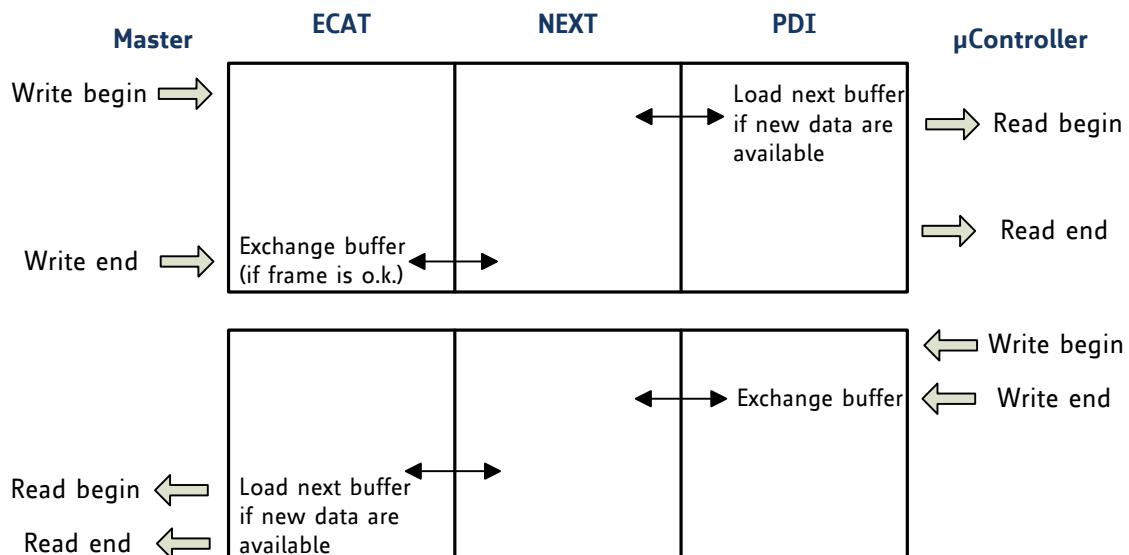 ECAT NEXT PDI
Master µController
Write begin
Load next buffer
if new data are
available
Read begin
Read end
Write end
Exchange buffer
(if frame is o.k.)
Write begin
Exchange buffer
Write end
Read begin
Load next buffer
if new data are
available
Read end